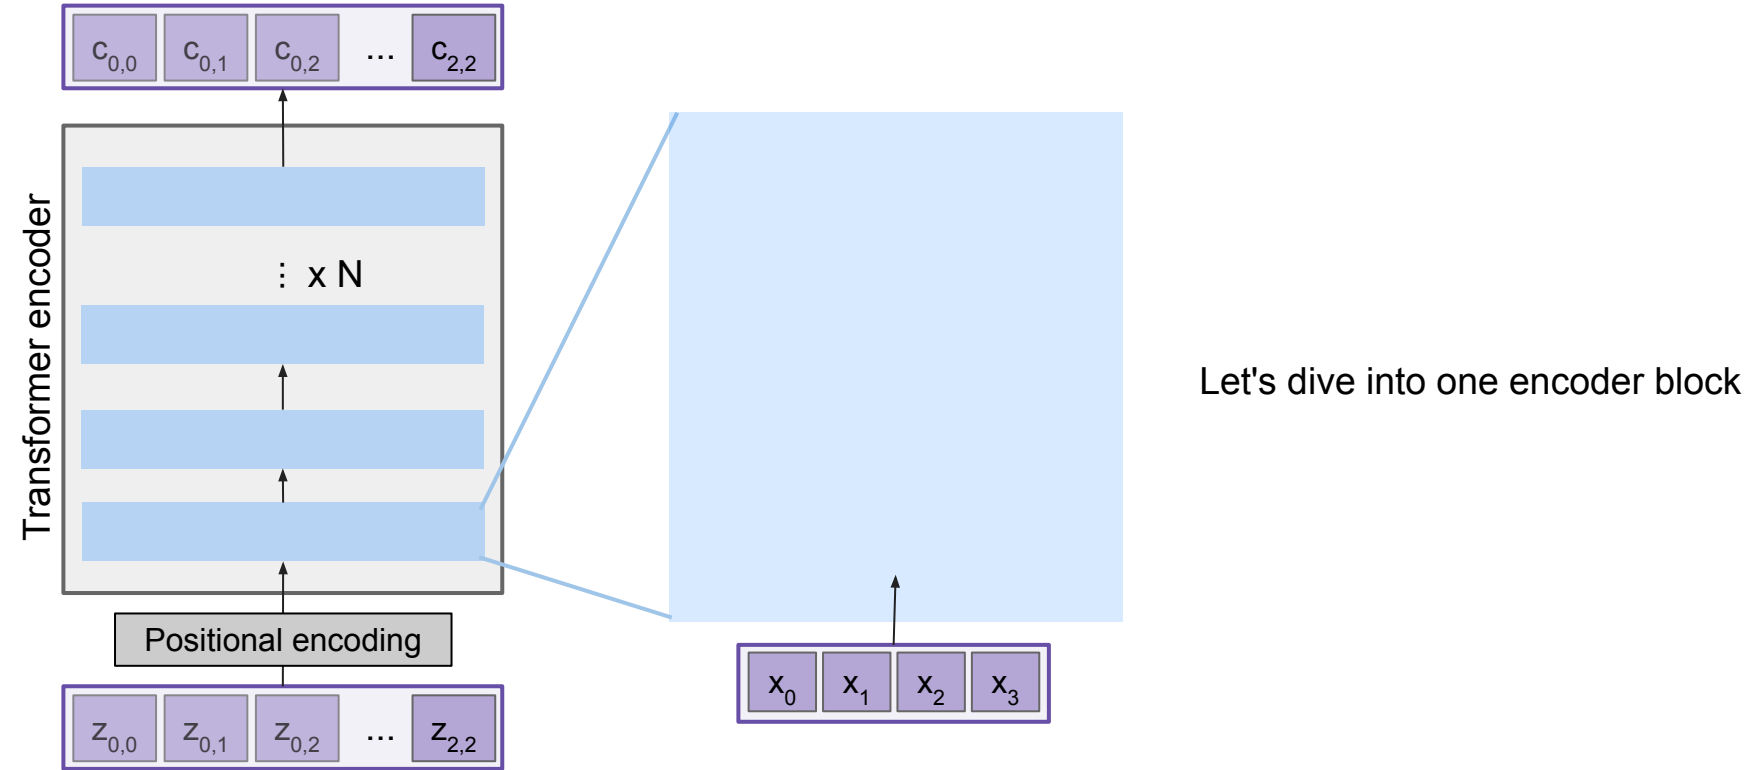 c0,0 c0,1 c0,2 ... c2,2
Transformer encoder
⋮ x N
Positional encoding
z0,0 z0,1 z0,2 ... z2,2
x0 x1 x2 x3
Let's dive into one encoder block